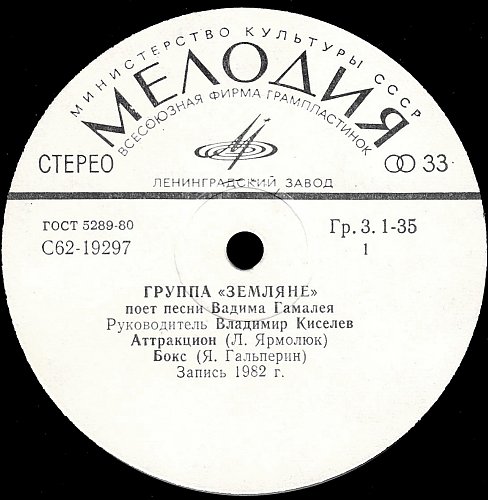 МИНИСТЕРСТВО КУЛЬТУРЫ СССР
МЕЛОДИЯ
ВСЕСОЮЗНАЯ ФИРМА ГРАМПЛАСТИНОК
СТЕРЕО
33
ЛЕНИНГРАДСКИЙ ЗАВОД
ГОСТ 5289-80
Гр. 3. 1-35
С62-19297
1
ГРУППА «ЗЕМЛЯНЕ»
поет песни Вадима Гамалея
Руководитель Владимир Киселев
Аттракцион (Л. Ярмолюк)
Бокс (Я. Гальперин)
Запись 1982 г.